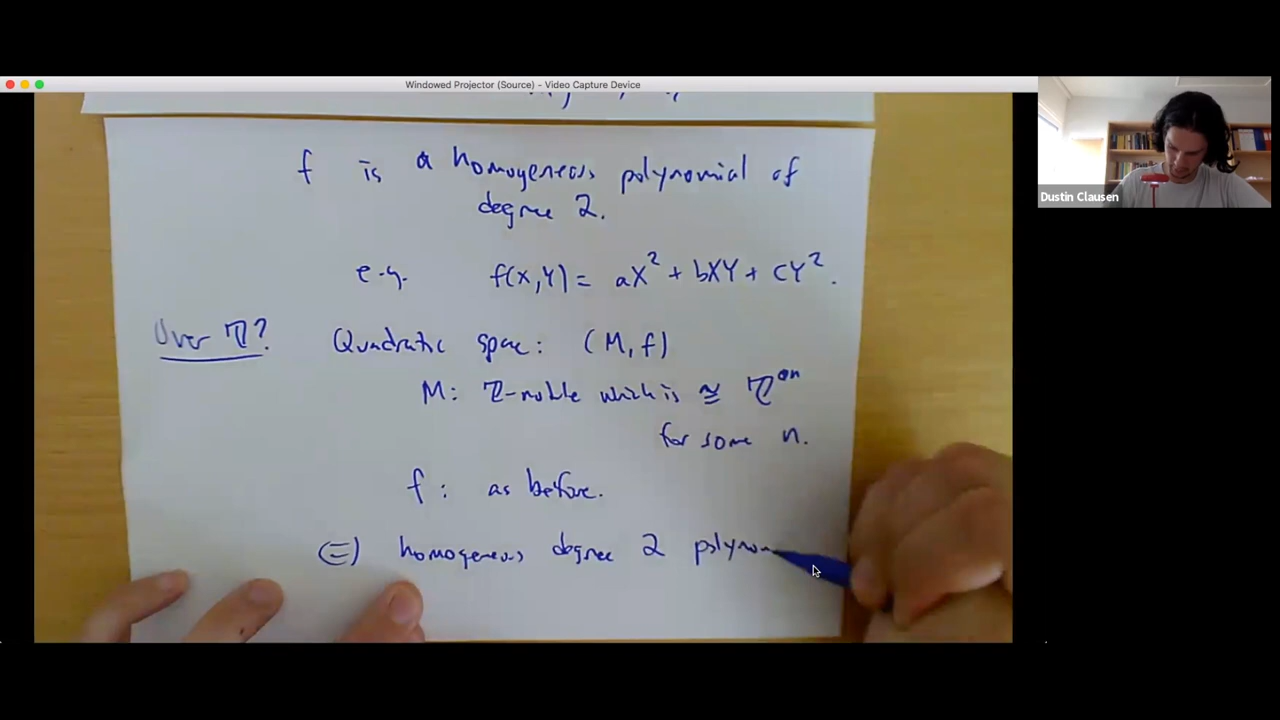 Windowed Projector (Source) - Video Capture Device
f is a homogeneous polynomial of
degree 2.
e.g. f(X,Y) = aX² + bXY + cY².
Over ℤ? Quadratic space: (M, f)
M: ℤ-module which is ≅ ℤ^⊕n
for some n.
f: as before.
(=) homogeneous degree 2 polynom
Dustin Clausen